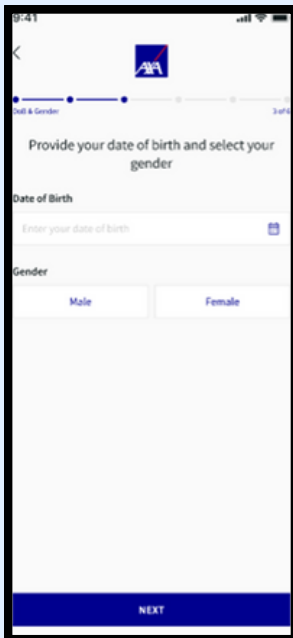 9:41
AXA
DoB & Gender
3 of 6
Provide your date of birth and select your
gender
Date of Birth
Enter your date of birth
Gender
Male
Female
NEXT